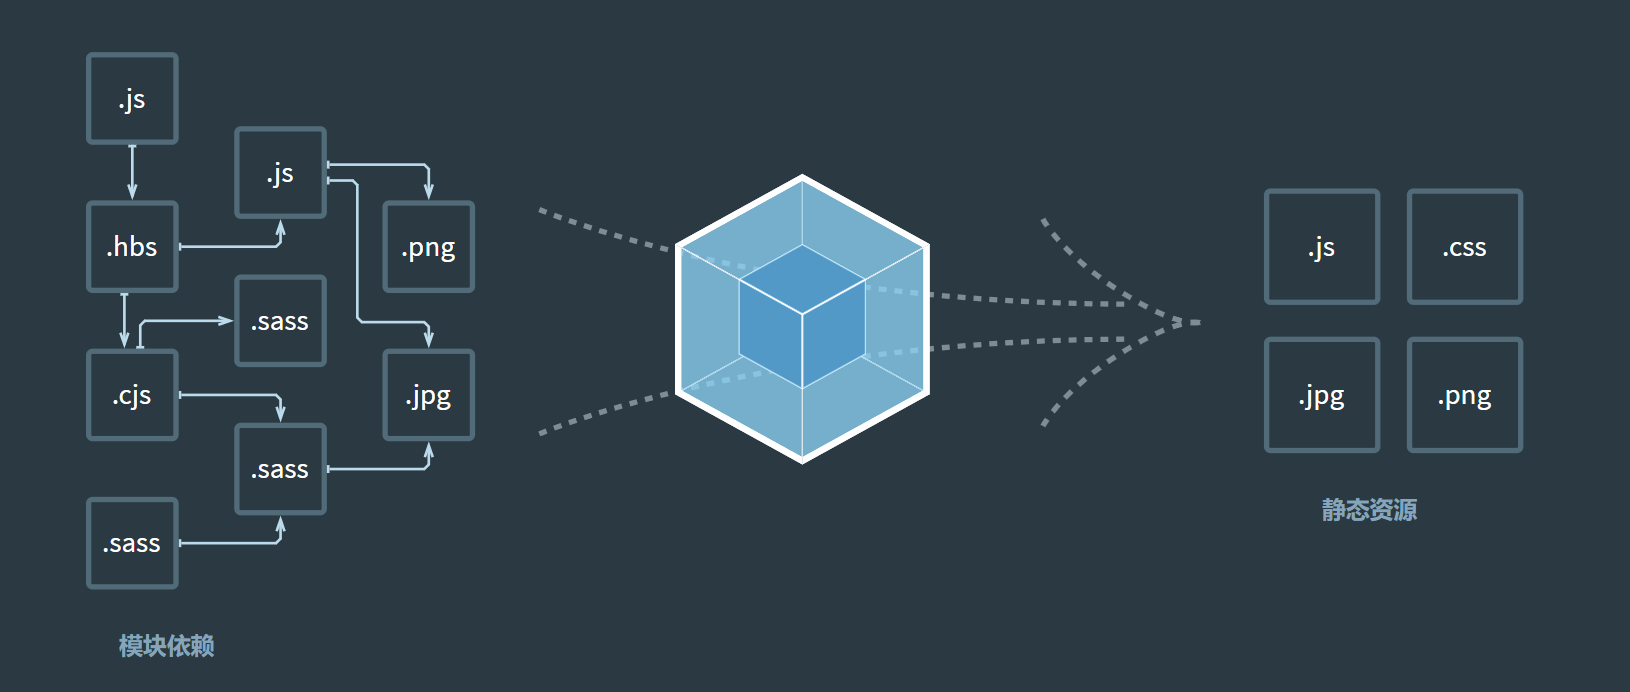 .js
.js
.hbs
.png
.sass
.cjs
.jpg
.sass
.sass
模块依赖
.js
.css
.jpg
.png
静态资源